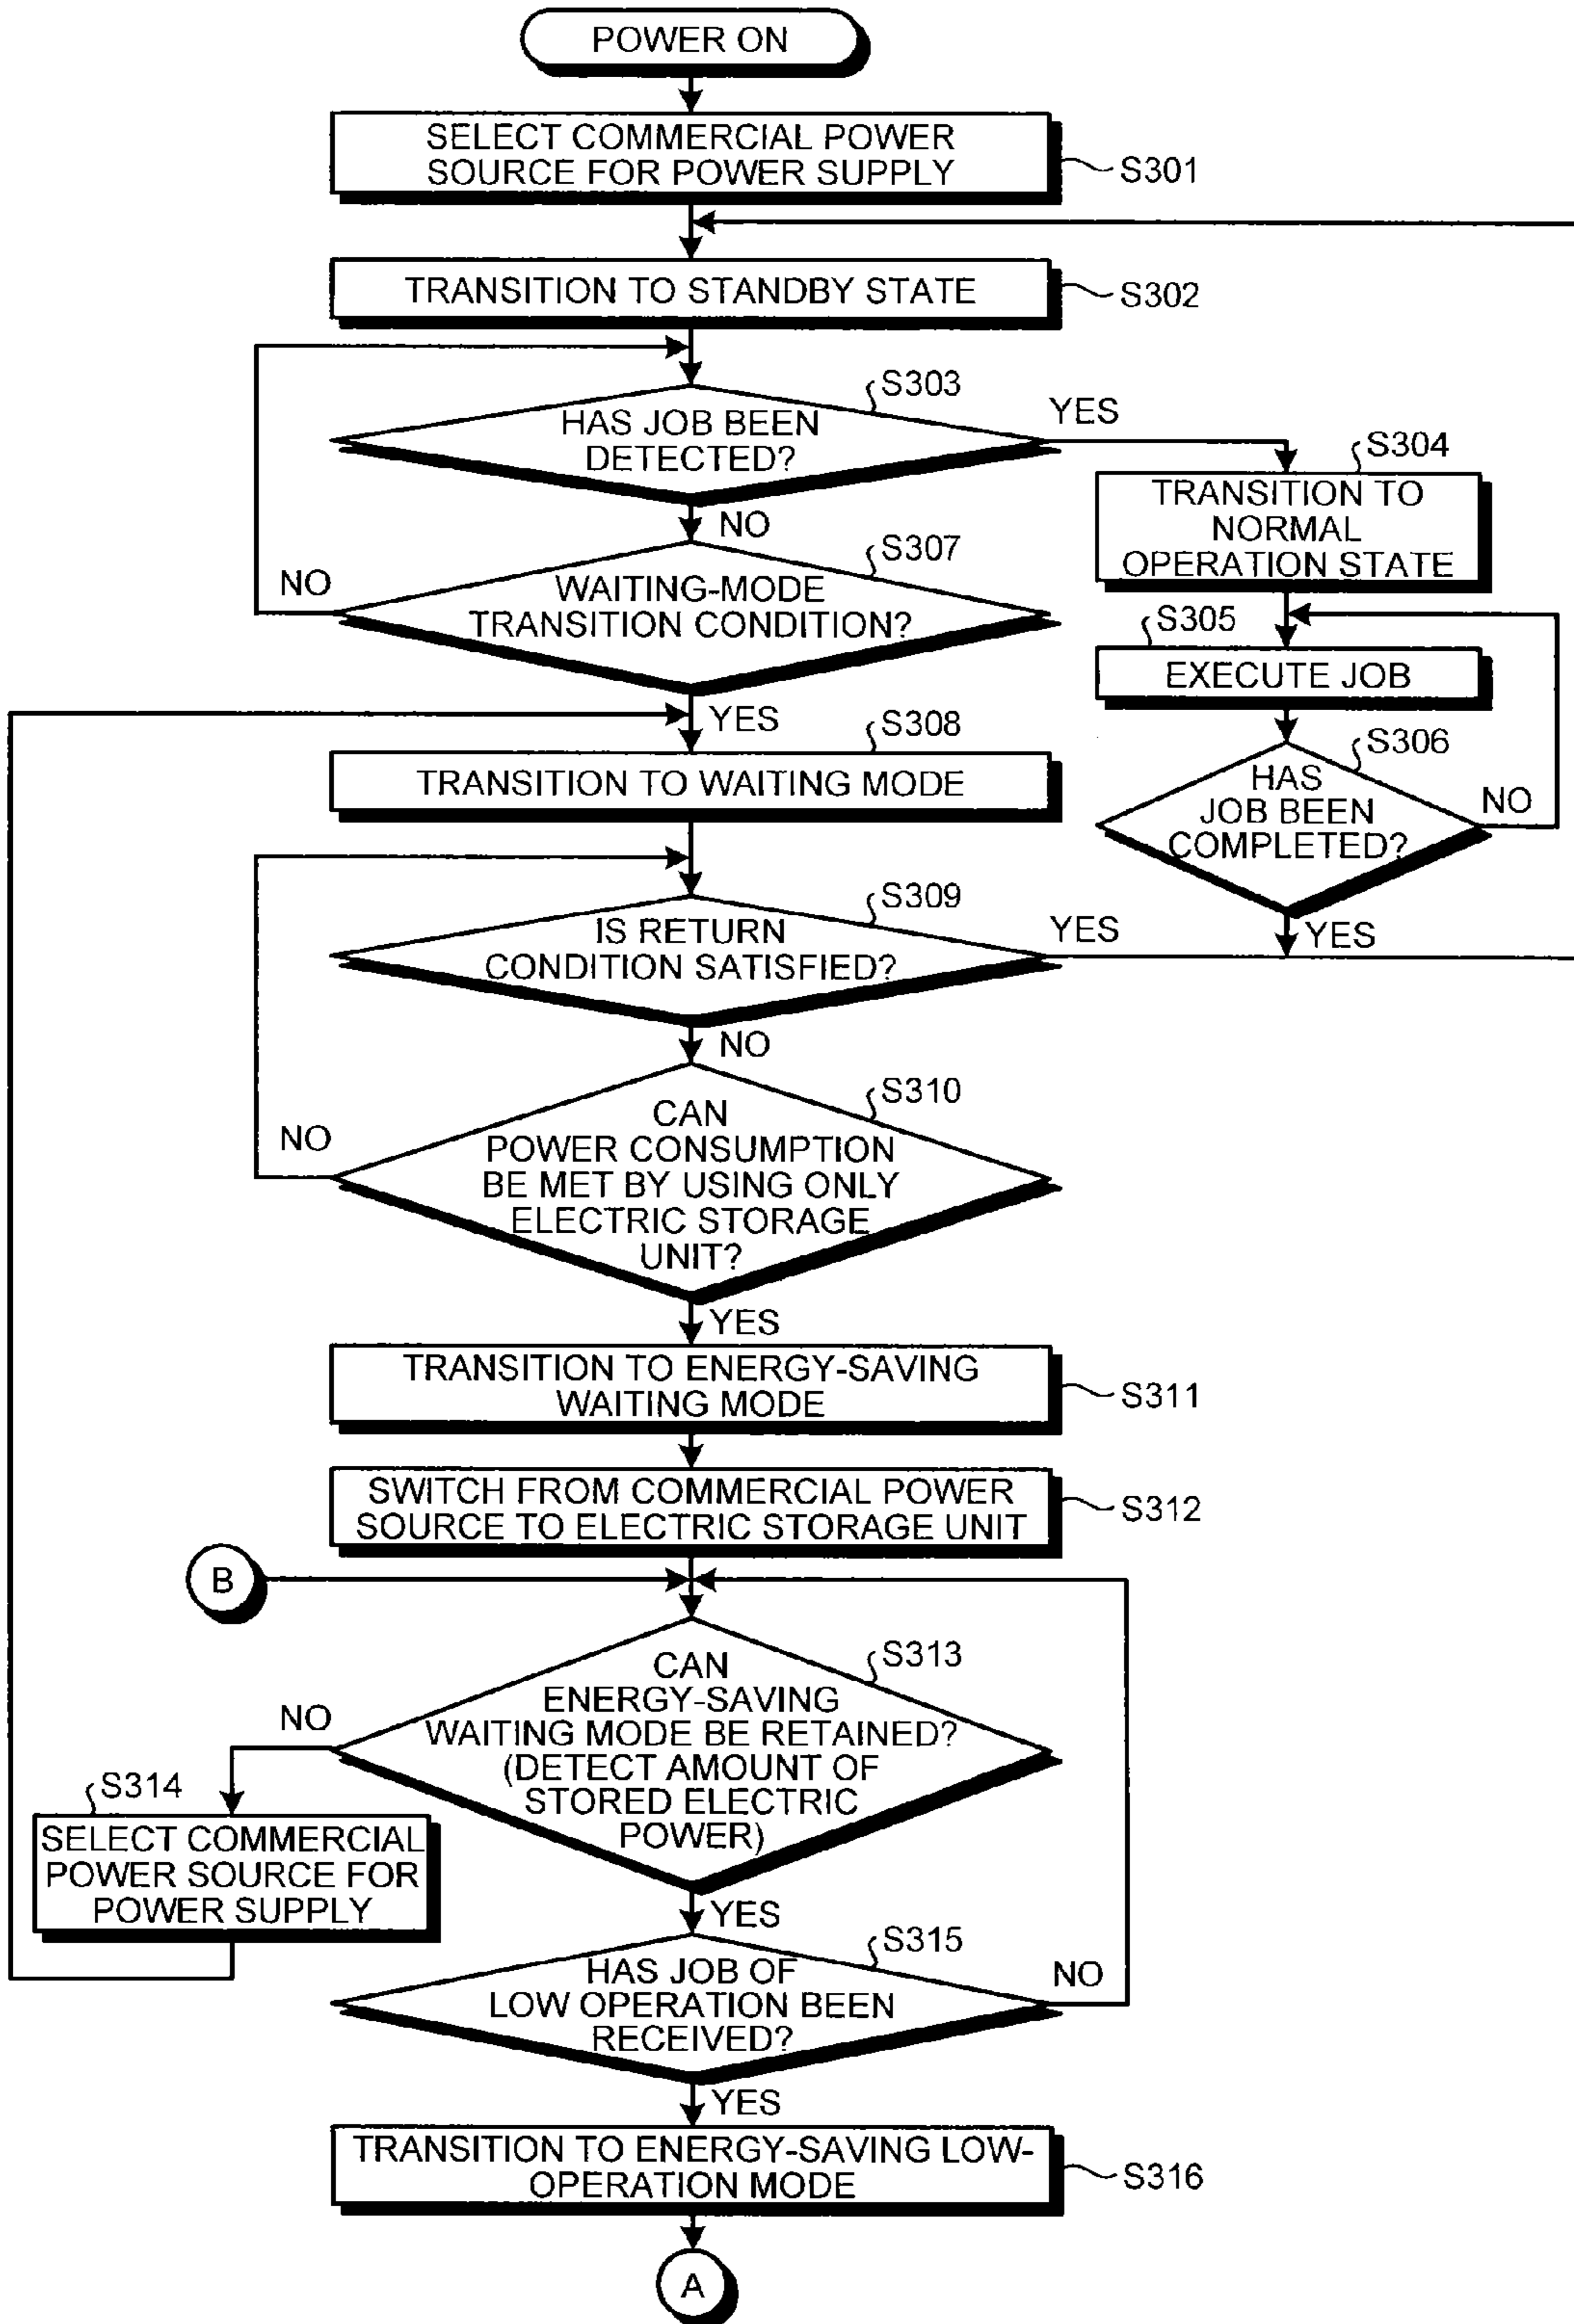 POWER ON
SELECT COMMERCIAL POWER
SOURCE FOR POWER SUPPLY
S301
TRANSITION TO STANDBY STATE
S302
S303
HAS JOB BEEN
DETECTED?
YES
NO
S304
TRANSITION TO
NORMAL
OPERATION STATE
S305
EXECUTE JOB
S306
HAS
JOB BEEN
COMPLETED?
NO
YES
S307
WAITING-MODE
TRANSITION CONDITION?
NO
YES
S308
TRANSITION TO WAITING MODE
S309
IS RETURN
CONDITION SATISFIED?
YES
NO
S310
CAN
POWER CONSUMPTION
BE MET BY USING ONLY
ELECTRIC STORAGE
UNIT?
NO
YES
TRANSITION TO ENERGY-SAVING
WAITING MODE
S311
SWITCH FROM COMMERCIAL POWER
SOURCE TO ELECTRIC STORAGE UNIT
S312
B
S313
CAN
ENERGY-SAVING
WAITING MODE BE RETAINED?
(DETECT AMOUNT OF
STORED ELECTRIC
POWER)
NO
S314
SELECT COMMERCIAL
POWER SOURCE FOR
POWER SUPPLY
YES
S315
HAS JOB OF
LOW OPERATION BEEN
RECEIVED?
NO
YES
TRANSITION TO ENERGY-SAVING LOW-
OPERATION MODE
S316
A